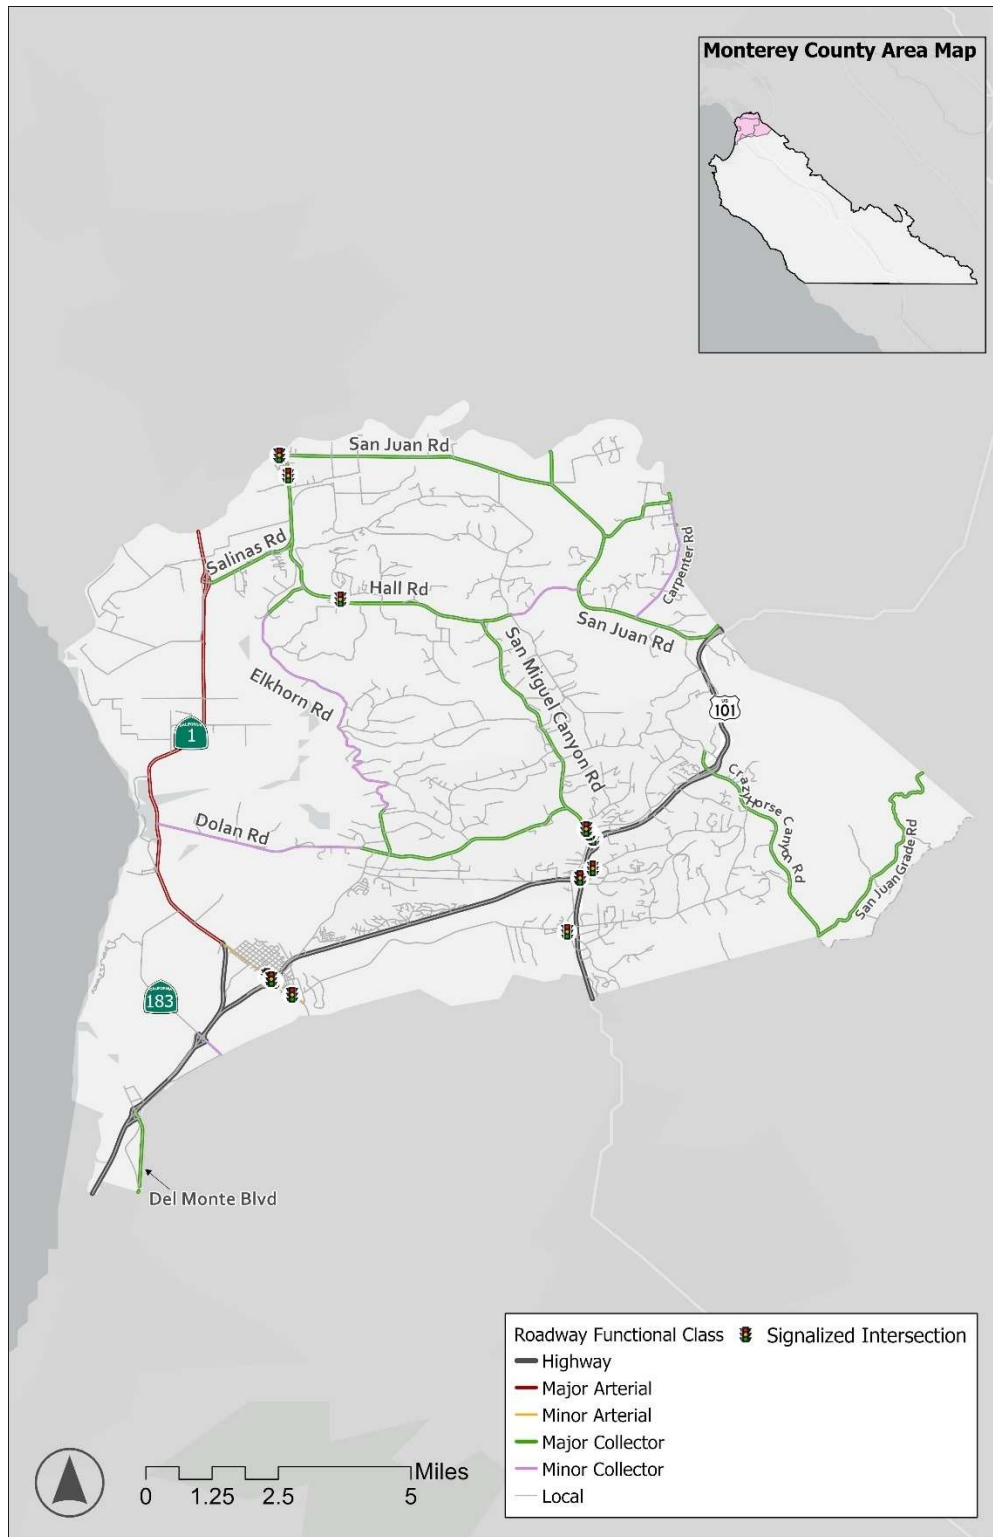 Monterey County Area Map
San Juan Rd
Salinas Rd
Hall Rd
Carpenter Rd
San Juan Rd
San Miguel Canyon Rd
Elkhorn Rd
US
101
CALIFORNIA
1
Crazy Horse Canyon Rd
Dolan Rd
San Juan Grade Rd
CALIFORNIA
183
Del Monte Blvd
Roadway Functional Class
Signalized Intersection
Highway
Major Arterial
Minor Arterial
Major Collector
Minor Collector
Local
Miles
0 1.25 2.5 5